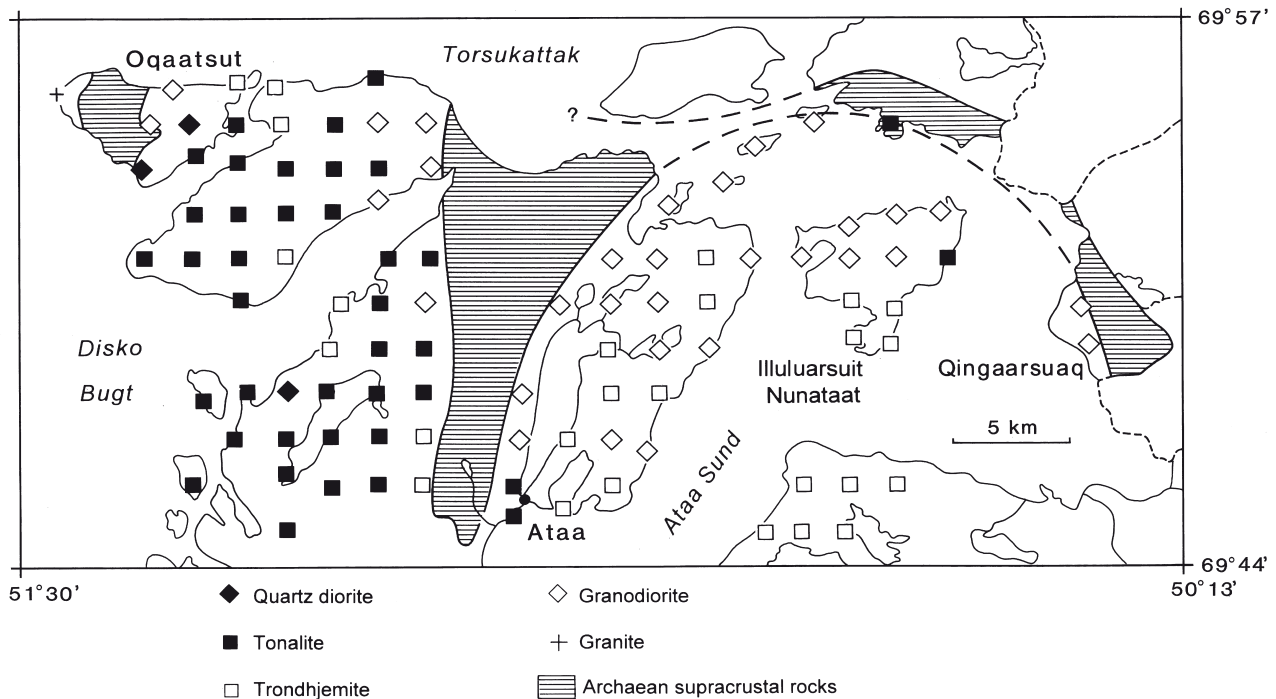 69°57'
Oqaatsut
Torsukattak
?
Disko
Bugt
Illuluarsuit
Nunataat
Qingaarsuaq
5 km
Ataa Sund
Ataa
69°44'
51°30'
50°13'
Quartz diorite
Granodiorite
Tonalite
Granite
Trondhjemite
Archaean supracrustal rocks